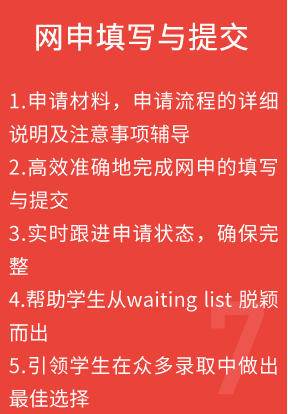 网申填写与提交
1.申请材料，申请流程的详细
说明及注意事项辅导
2.高效准确地完成网申的填写
与提交
3.实时跟进申请状态，确保完
整
4.帮助学生从waiting list 脱颖
而出
5.引领学生在众多录取中做出
最佳选择
7